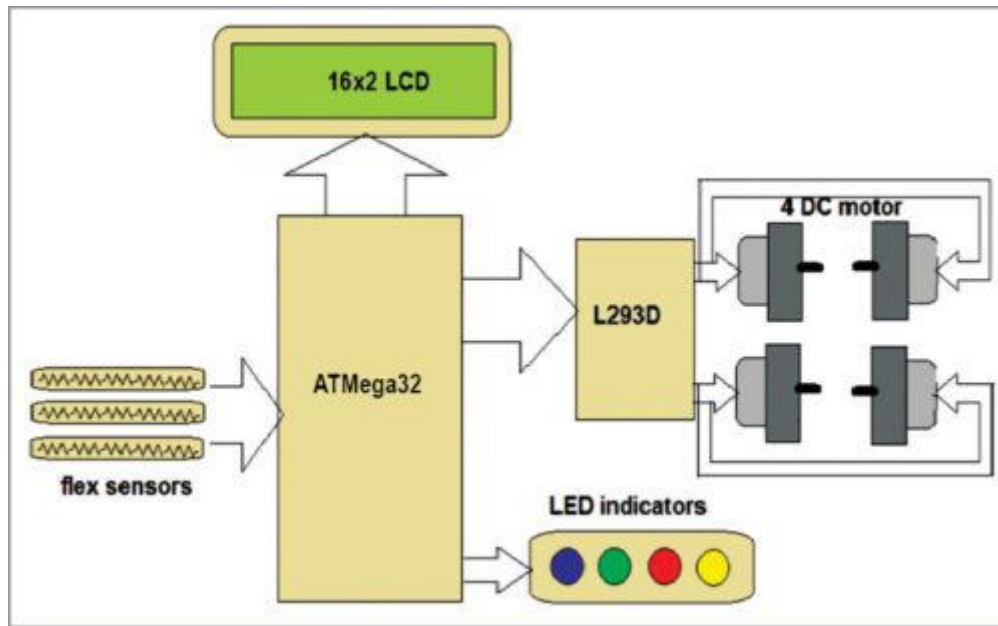 16x2 LCD
4 DC motor
L293D
ATMega32
flex sensors
LED indicators